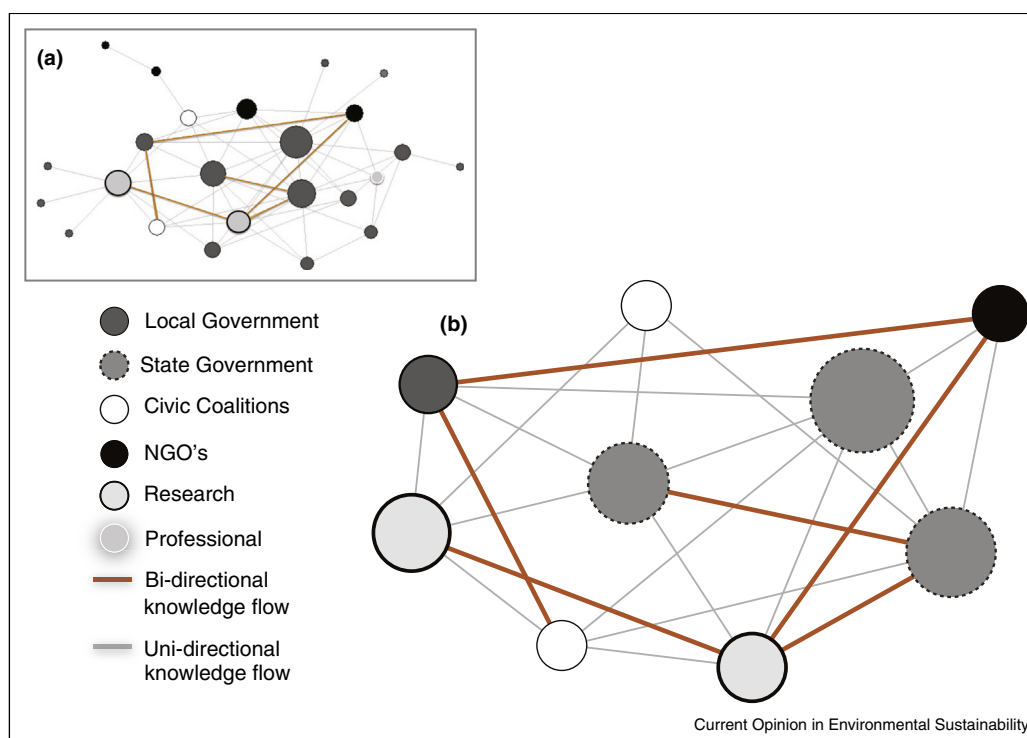 (a)
Local Government
State Government
Civic Coalitions
NGO's
Research
Professional
Bi-directional
knowledge flow
Uni-directional
knowledge flow
(b)
Current Opinion in Environmental Sustainability